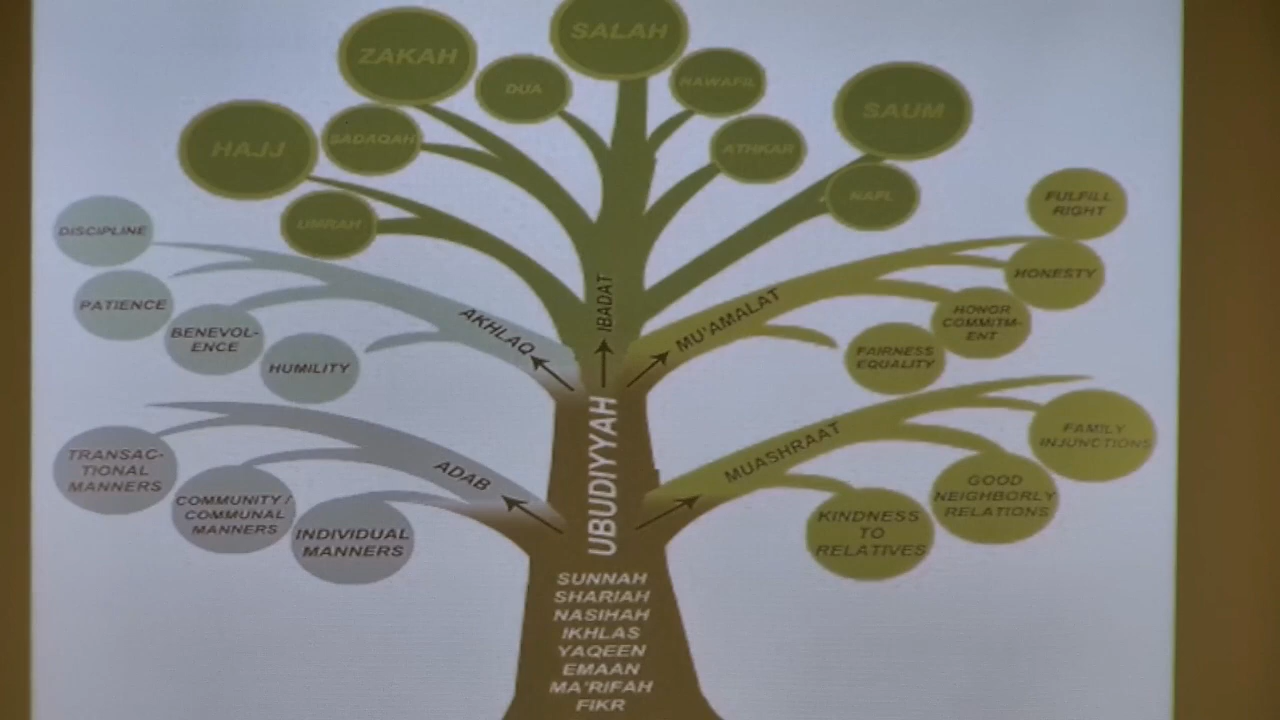 SALAH
ZAKAH
DUA
NAWAFIL
SAUM
HAJJ
SADAQAH
ATHKAR
UMRAH
NAFL
IBADAT
DISCIPLINE
PATIENCE
BENEVOL-
ENCE
HUMILITY
AKHLAQ
MU'AMALAT
FULFILL
RIGHT
HONESTY
HONOR
COMMITM-
ENT
FAIRNESS
EQUALITY
TRANSAC-
TIONAL
MANNERS
COMMUNITY /
COMMUNAL
MANNERS
INDIVIDUAL
MANNERS
ADAB
MUASHRAAT
FAMILY
INJUNCTIONS
GOOD
NEIGHBORLY
RELATIONS
KINDNESS
TO
RELATIVES
UBUDIYYAH
SUNNAH
SHARIAH
NASIHAH
IKHLAS
YAQEEN
EMAAN
MA'RIFAH
FIKR